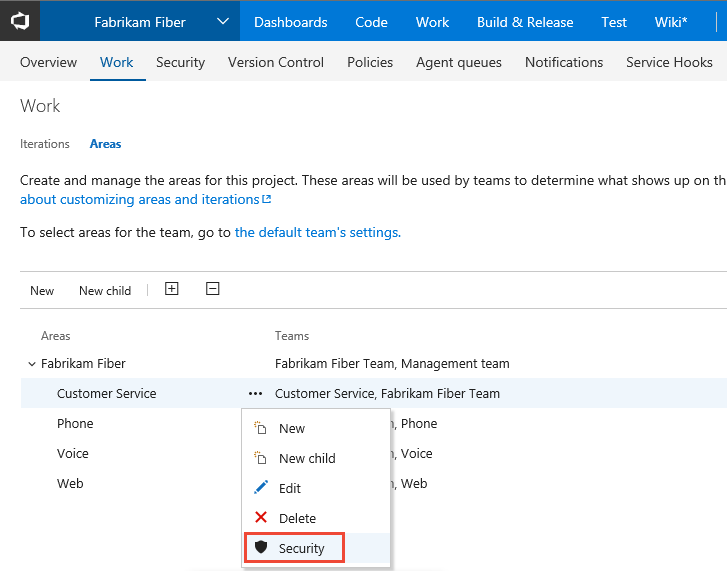 Fabrikam Fiber Dashboards Code Work Build & Release Test Wiki*
Overview Work Security Version Control Policies Agent queues Notifications Service Hooks
Work
Iterations Areas
Create and manage the areas for this project. These areas will be used by teams to determine what shows up on th
about customizing areas and iterations
To select areas for the team, go to the default team's settings.
New New child
Areas Teams
Fabrikam Fiber Fabrikam Fiber Team, Management team
Customer Service ••• Customer Service, Fabrikam Fiber Team
Phone , Phone
Voice , Voice
Web , Web
New
New child
Edit
Delete
Security